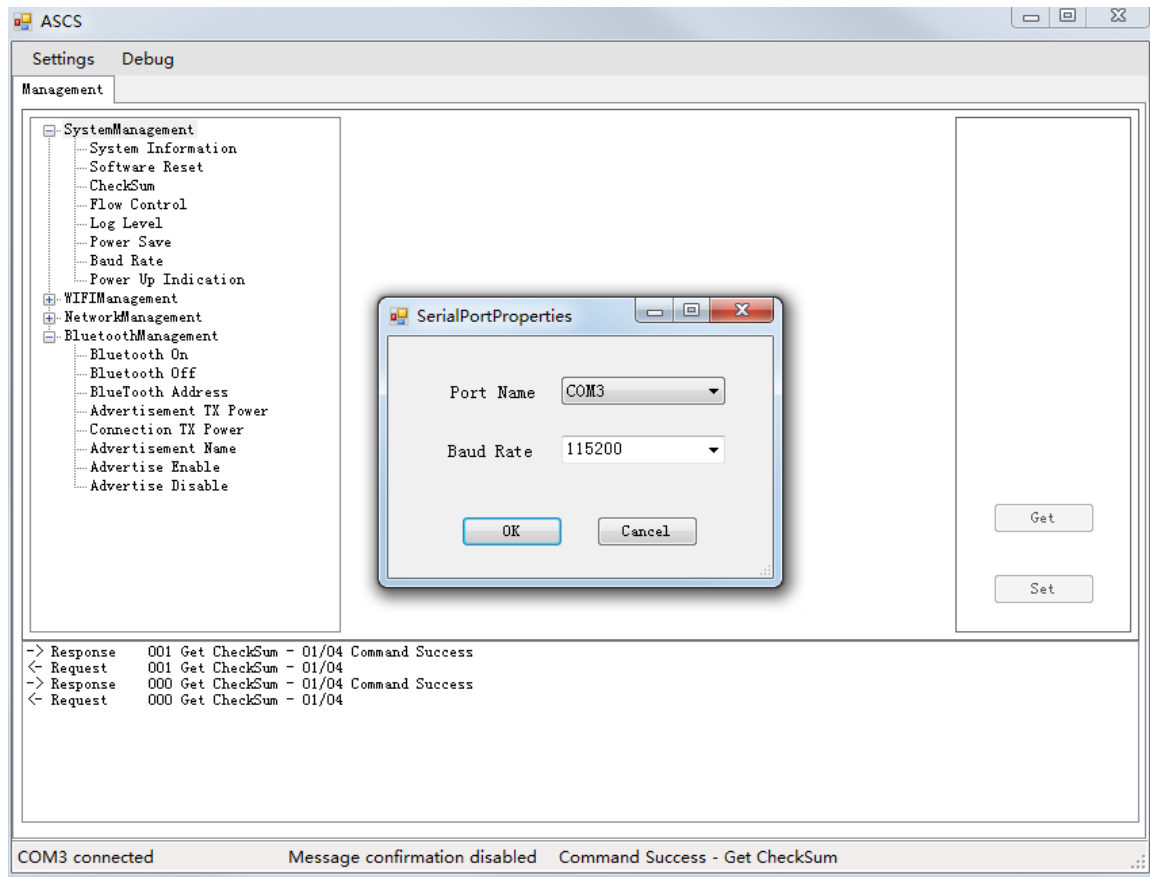 ASCS
Settings Debug
Management
SystemManagement
System Information
Software Reset
CheckSum
Flow Control
Log Level
Power Save
Baud Rate
Power Up Indication
WIFIManagement
NetworkManagement
BluetoothManagement
Bluetooth On
Bluetooth Off
BlueTooth Address
Advertisement TX Power
Connection TX Power
Advertisement Name
Advertise Enable
Advertise Disable
SerialPortProperties
Port Name COM3
Baud Rate 115200
OK Cancel
Get
Set
-> Response 001 Get CheckSum - 01/04 Command Success
<- Request 001 Get CheckSum - 01/04
-> Response 000 Get CheckSum - 01/04 Command Success
<- Request 000 Get CheckSum - 01/04
COM3 connected Message confirmation disabled Command Success - Get CheckSum